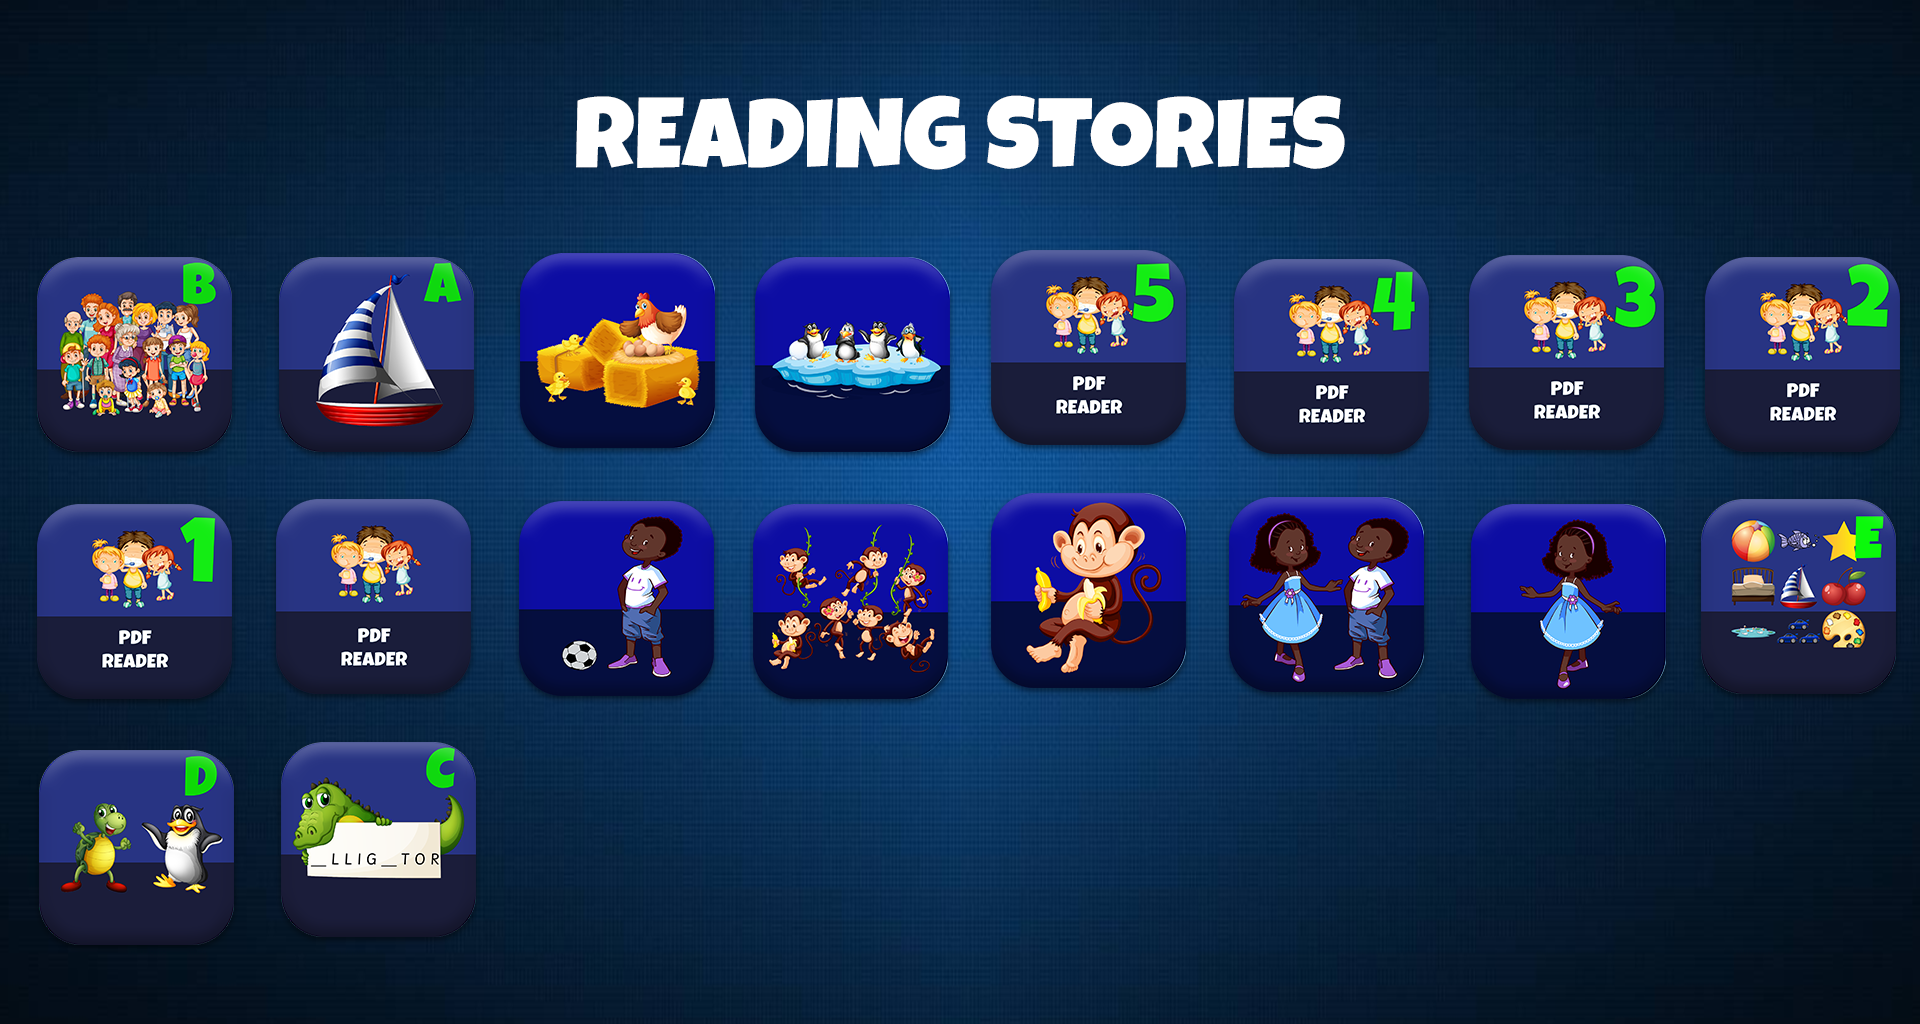 READING STORIES
B
A
5
PDF
READER
4
PDF
READER
3
PDF
READER
2
PDF
READER
1
PDF
READER
PDF
READER
E
D
C
_LLIG_TOR